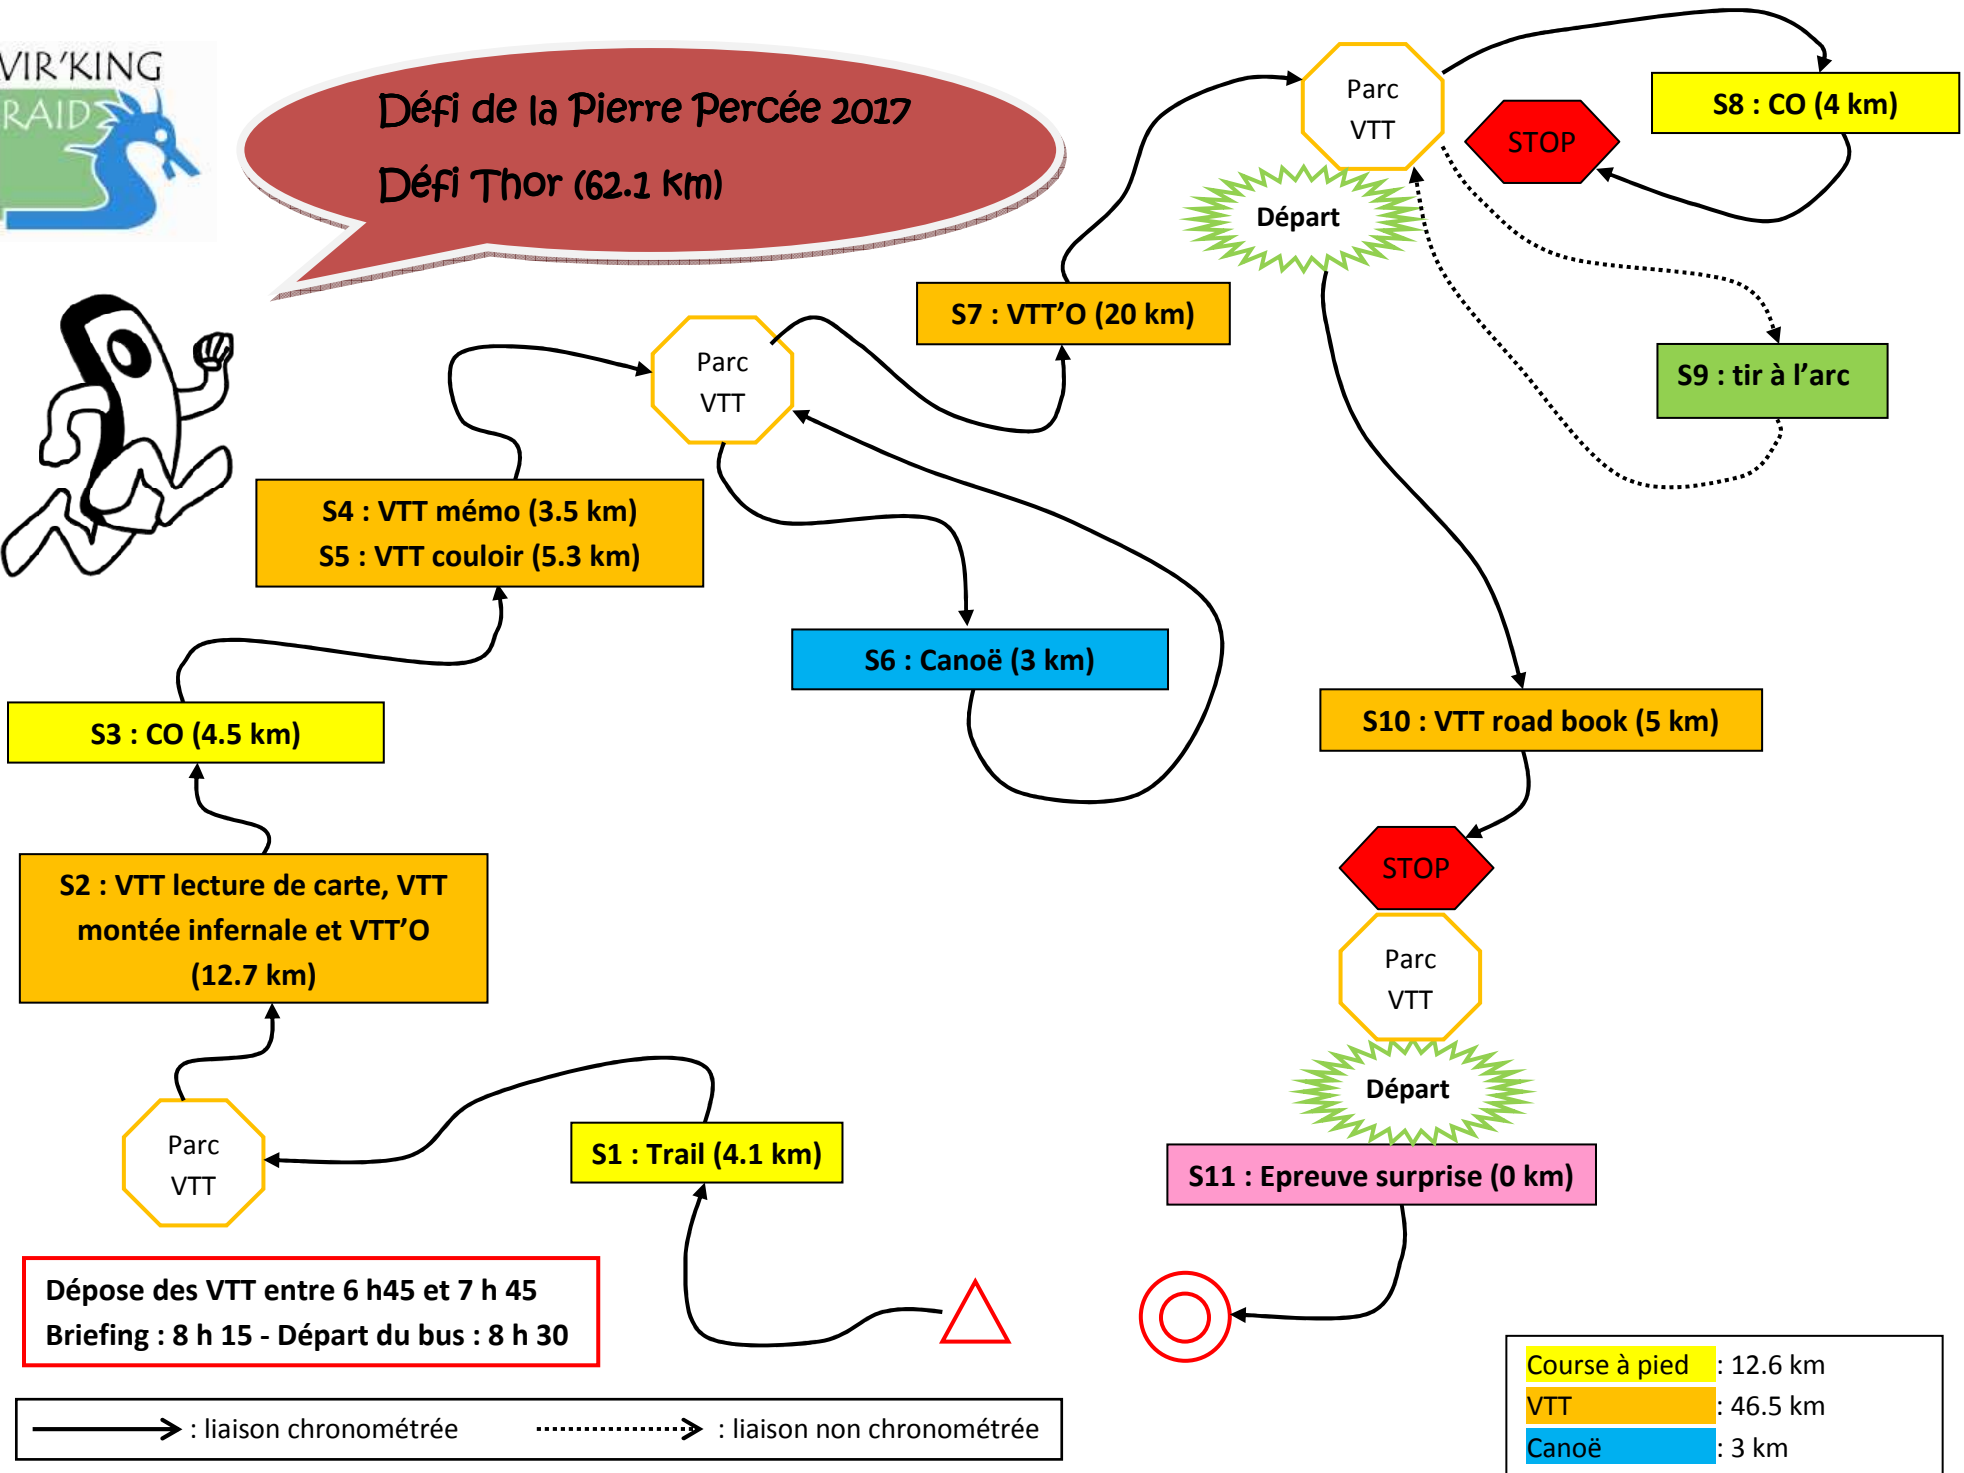 VIR'KING
RAID
Défi de la Pierre Percée 2017
Défi Thor (62.1 km)
Parc
VTT
S8 : CO (4 km)
STOP
Départ
S7 : VTT'O (20 km)
S9 : tir à l'arc
Parc
VTT
S4 : VTT mémo (3.5 km)
S5 : VTT couloir (5.3 km)
S6 : Canoë (3 km)
S3 : CO (4.5 km)
S10 : VTT road book (5 km)
STOP
S2 : VTT lecture de carte, VTT
montée infernale et VTT'O
(12.7 km)
Parc
VTT
Départ
Parc
VTT
S1 : Trail (4.1 km)
S11 : Epreuve surprise (0 km)
Dépose des VTT entre 6 h45 et 7 h 45
Briefing : 8 h 15 - Départ du bus : 8 h 30
: liaison chronométrée
: liaison non chronométrée
Course à pied : 12.6 km
VTT : 46.5 km
Canoë : 3 km